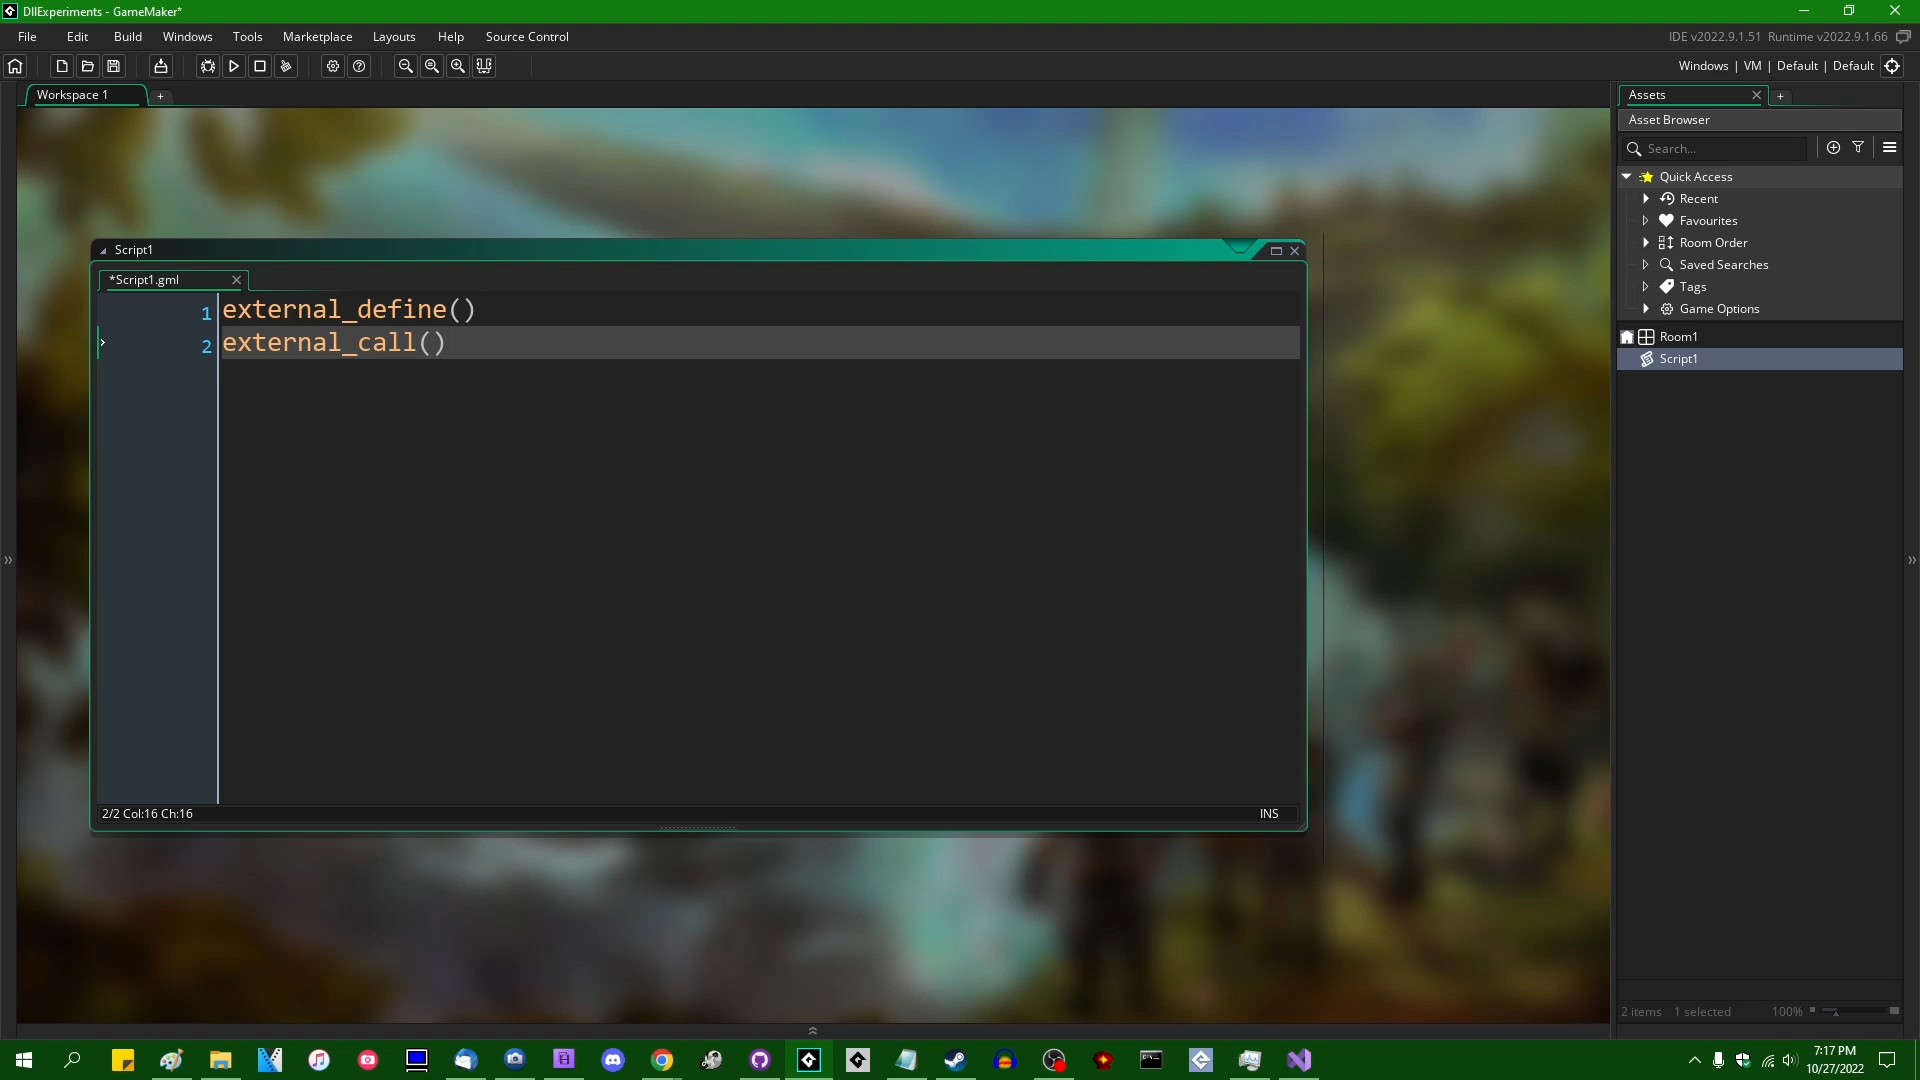 DllExperiments - GameMaker*
File Edit Build Windows Tools Marketplace Layouts Help Source Control
IDE v2022.9.1.51 Runtime v2022.9.1.66
Windows | VM | Default | Default
Workspace 1
Assets
Asset Browser
Search...
Quick Access
Recent
Favourites
Room Order
Saved Searches
Tags
Game Options
Room1
Script1
2 items 1 selected 100%
Script1
*Script1.gml
1 external_define()
2 external_call()
2/2 Col:16 Ch:16
INS
7:17 PM
10/27/2022